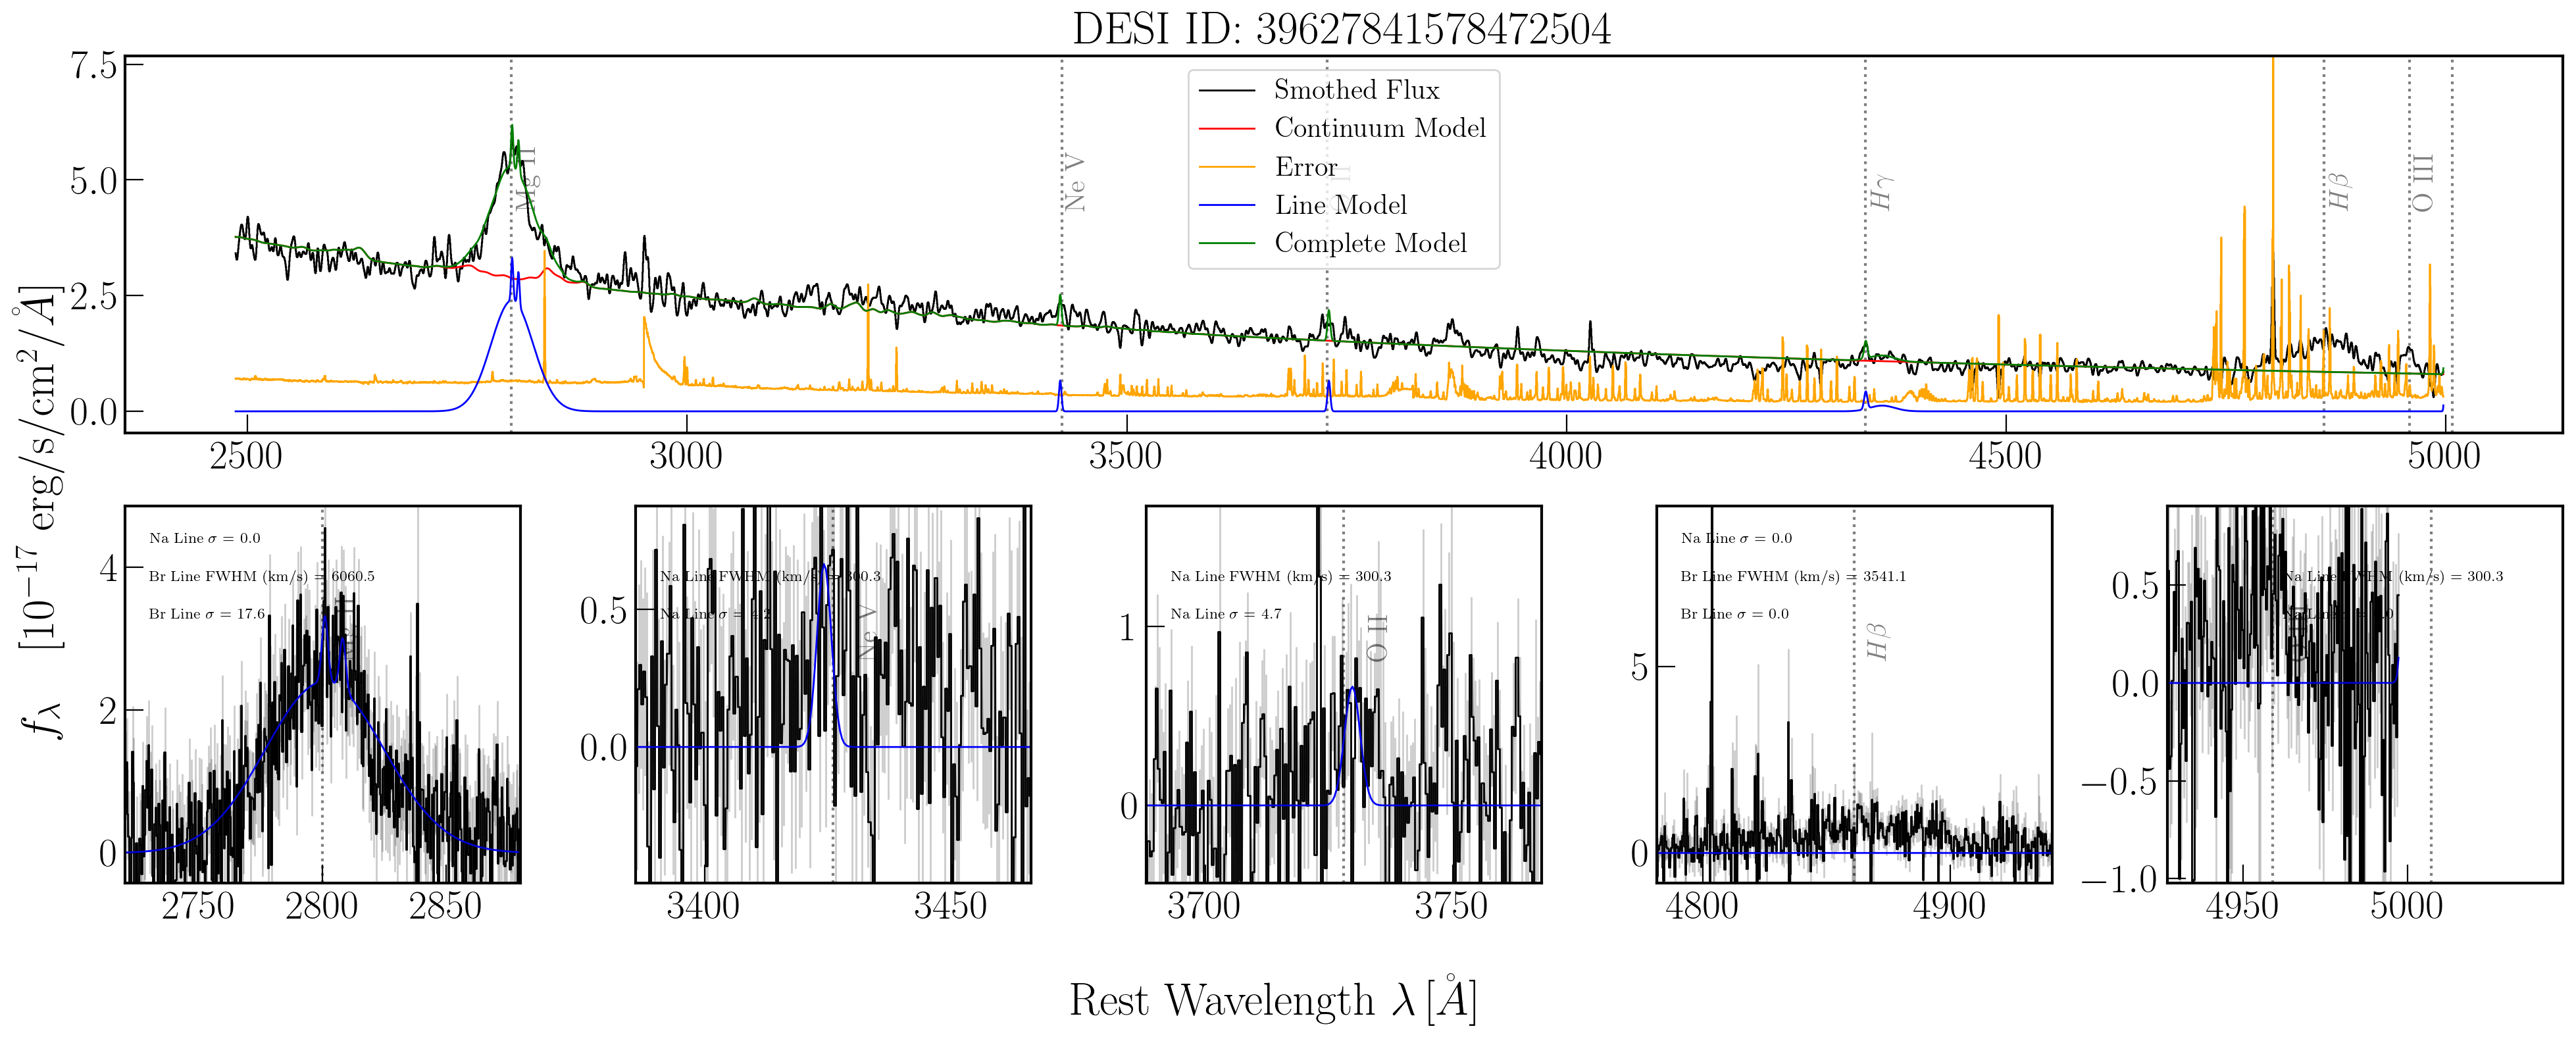 DESI ID: 39627841578472504
7.5
5.0
2.5
0.0
Smothed Flux
Continuum Model
Error
Line Model
Complete Model
Mg II
Ne V
Hγ
Hβ
O III
2500
3000
3500
4000
4500
5000
f_λ [10⁻¹⁷ erg/s/cm²/Å]
4
2
0
Na Line σ = 0.0
Br Line FWHM (km/s) = 6060.5
Br Line σ = 17.6
2750
2800
2850
0.5
0.0
Na Line FWHM (km/s) = 300.3
Na Line σ = 4.2
Ne V
3400
3450
1
0
Na Line FWHM (km/s) = 300.3
Na Line σ = 4.7
O II
3700
3750
5
0
Na Line σ = 0.0
Br Line FWHM (km/s) = 3541.1
Br Line σ = 0.0
Hβ
4800
4900
0.5
0.0
−0.5
−1.0
Na Line FWHM (km/s) = 300.3
4950
5000
Rest Wavelength λ [Å]